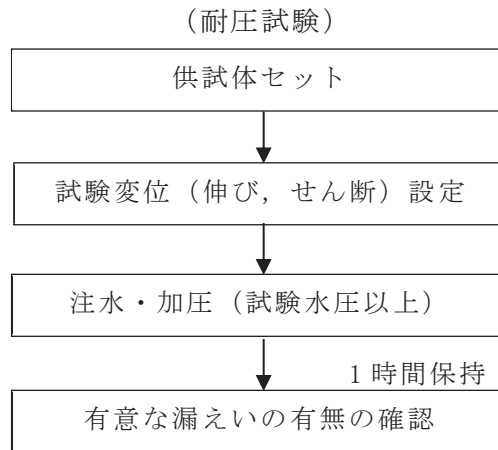 （耐圧試験）
供試体セット
試験変位（伸び，せん断）設定
注水・加圧（試験水圧以上）
1時間保持
有意な漏えいの有無の確認